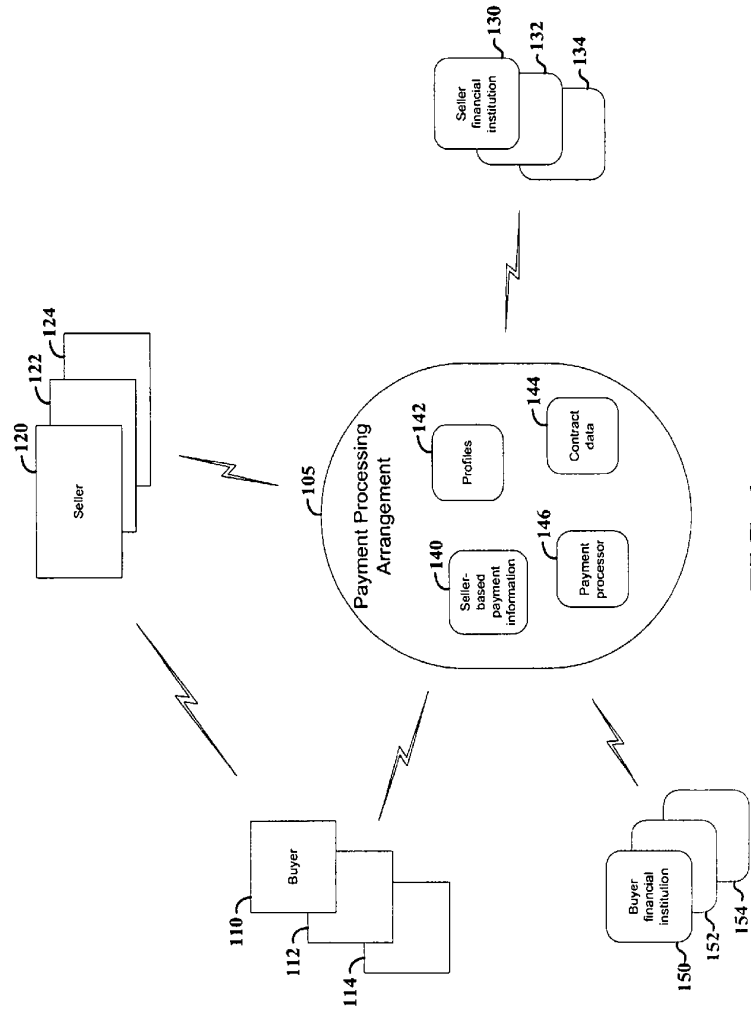 120
122
124
Seller
110
Buyer
112
114
105
Payment Processing
Arrangement
140
Seller-
based
payment
information
142
Profiles
146
Payment
processor
144
Contract
data
130
Seller
financial
institution
132
134
Buyer
financial
institution
150
152
154